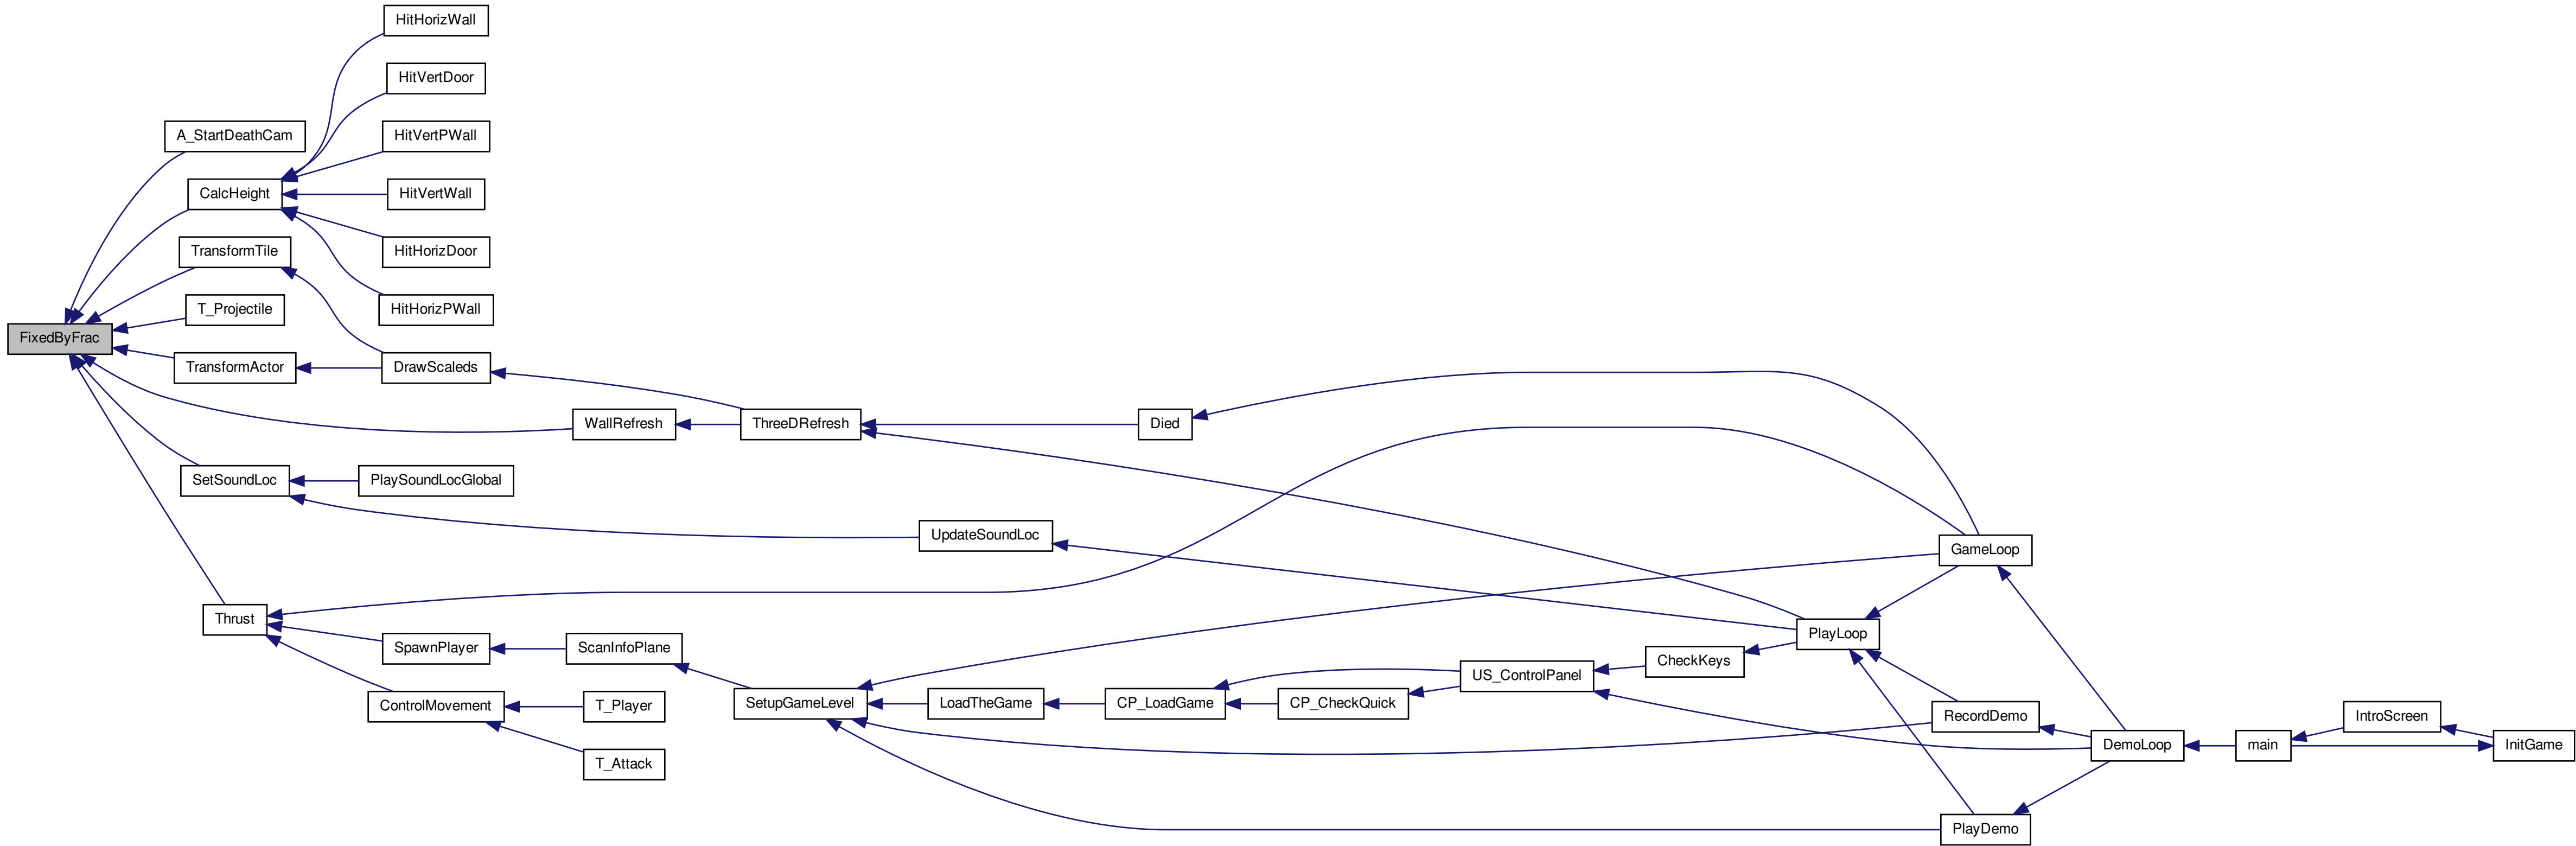 HitHorizWall
HitVertDoor
A_StartDeathCam
HitVertPWall
CalcHeight
HitVertWall
TransformTile
HitHorizDoor
T_Projectile
HitHorizPWall
FixedByFrac
TransformActor
DrawScaleds
WallRefresh
ThreeDRefresh
Died
SetSoundLoc
PlaySoundLocGlobal
UpdateSoundLoc
GameLoop
Thrust
PlayLoop
SpawnPlayer
ScanInfoPlane
CheckKeys
US_ControlPanel
ControlMovement
T_Player
SetupGameLevel
LoadTheGame
CP_LoadGame
CP_CheckQuick
RecordDemo
IntroScreen
DemoLoop
main
InitGame
T_Attack
PlayDemo